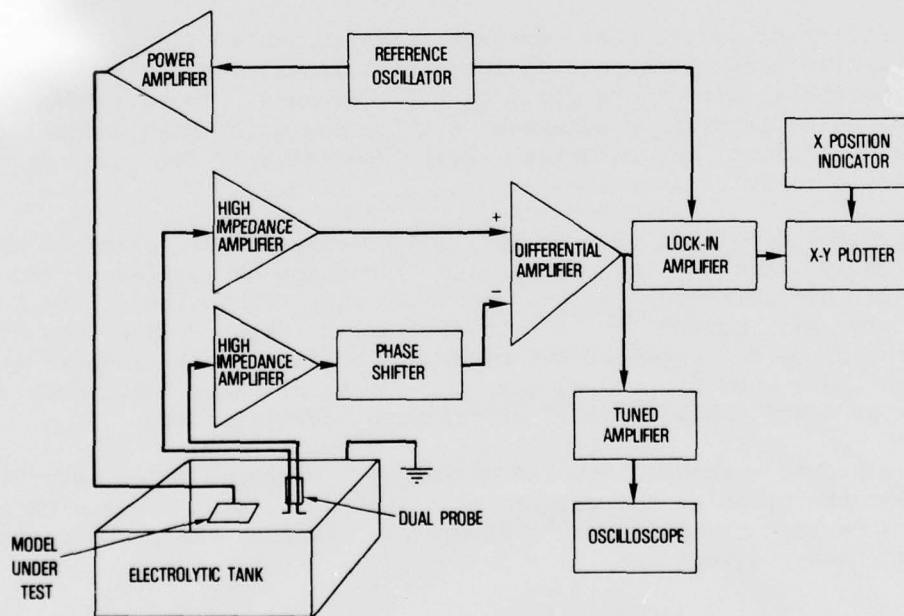 POWER
AMPLIFIER
REFERENCE
OSCILLATOR
X POSITION
INDICATOR
HIGH
IMPEDANCE
AMPLIFIER
+
DIFFERENTIAL
AMPLIFIER
−
LOCK-IN
AMPLIFIER
X-Y PLOTTER
HIGH
IMPEDANCE
AMPLIFIER
PHASE
SHIFTER
TUNED
AMPLIFIER
OSCILLOSCOPE
DUAL PROBE
MODEL
UNDER
TEST
ELECTROLYTIC TANK